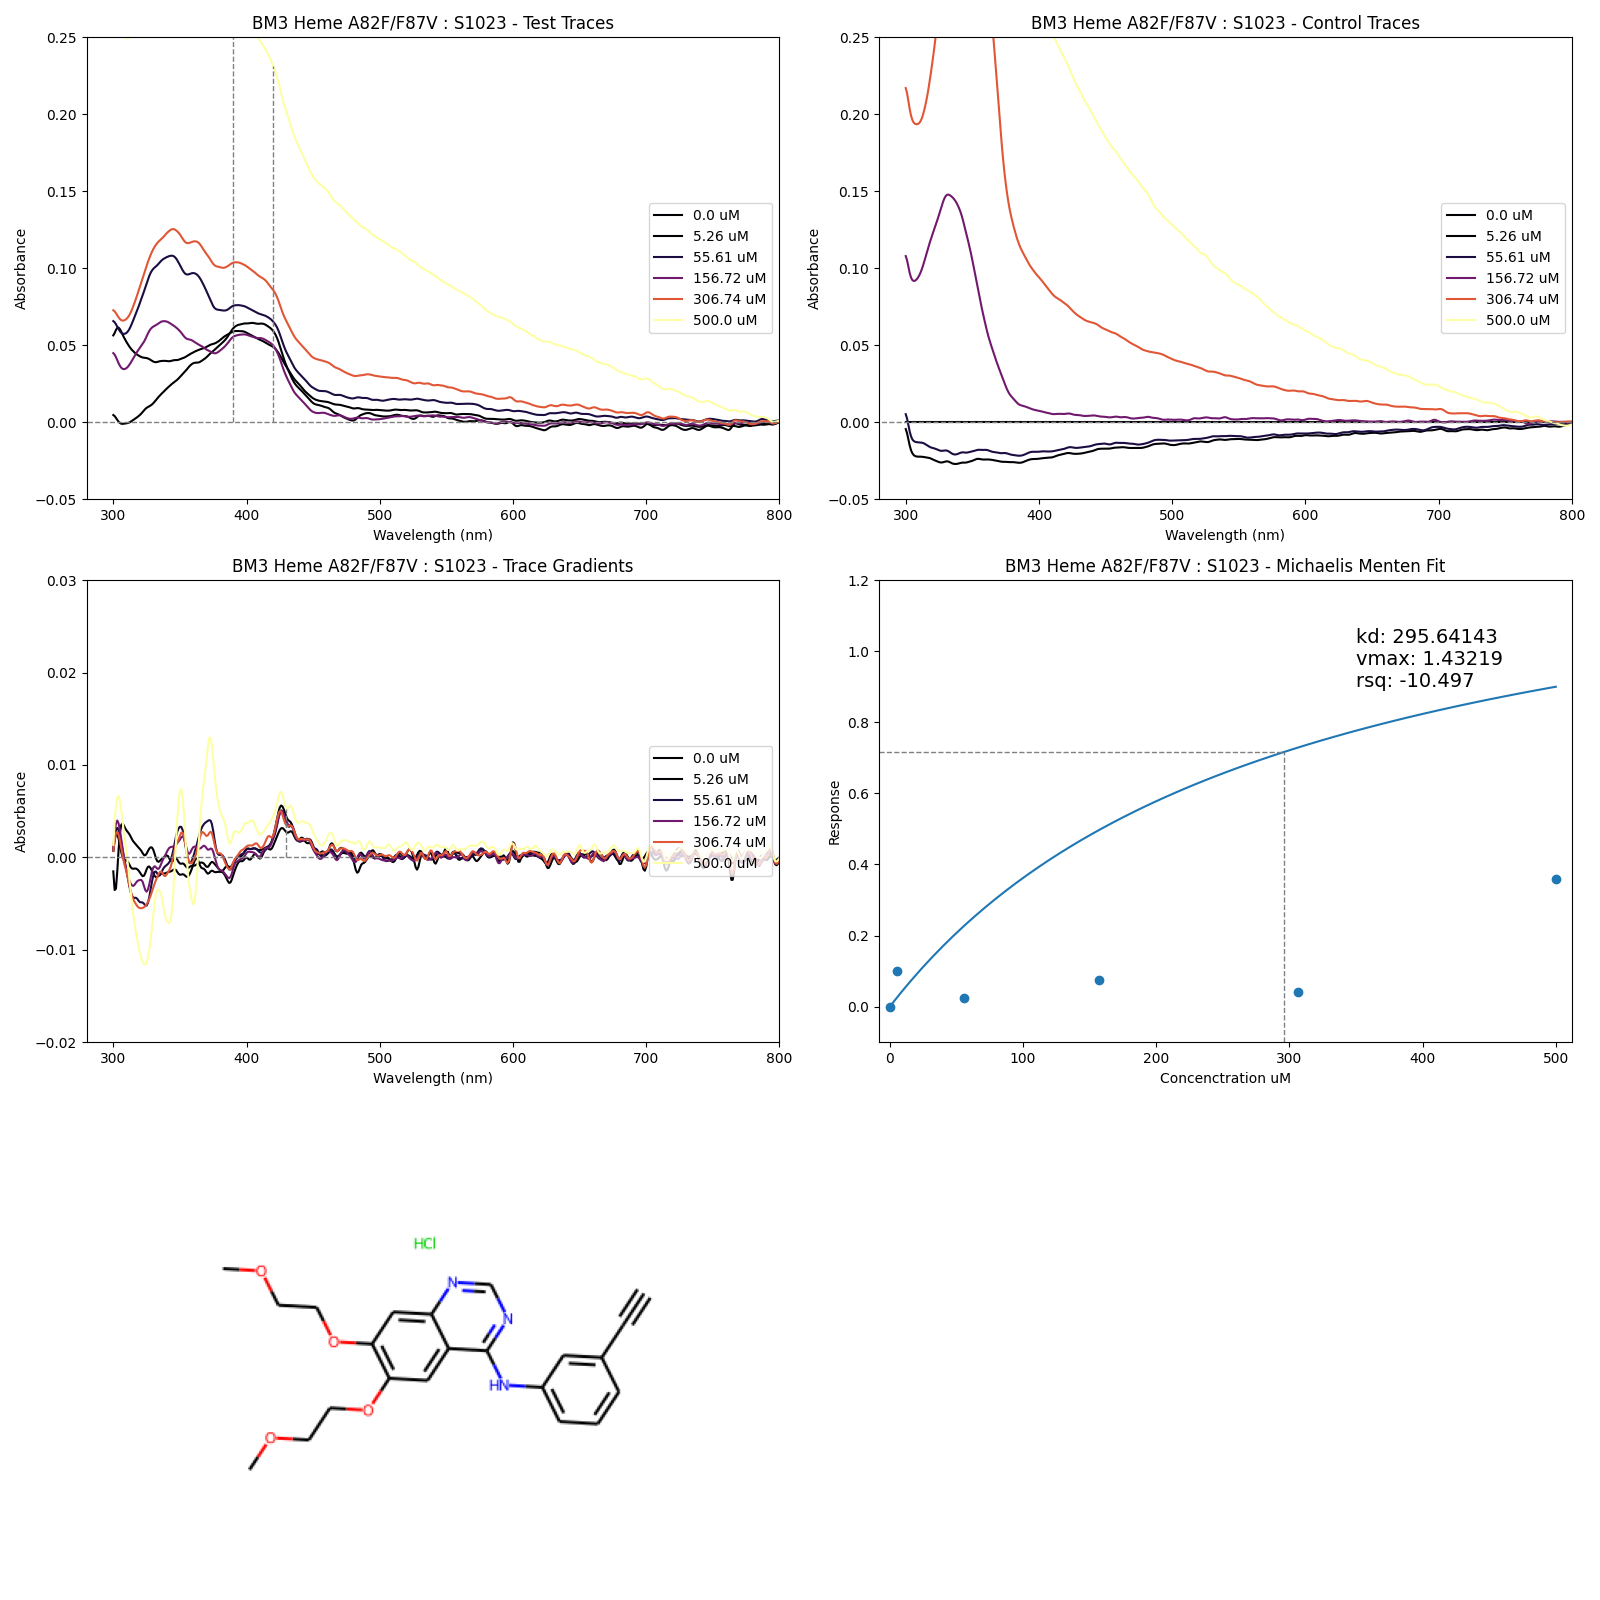 BM3 Heme A82F/F87V : S1023 - Test Traces
0.25
0.20
0.15
0.10
0.05
0.00
−0.05
Absorbance
300 400 500 600 700 800
Wavelength (nm)
0.0 uM
5.26 uM
55.61 uM
156.72 uM
306.74 uM
500.0 uM
BM3 Heme A82F/F87V : S1023 - Control Traces
0.25
0.20
0.15
0.10
0.05
0.00
−0.05
Absorbance
300 400 500 600 700 800
Wavelength (nm)
0.0 uM
5.26 uM
55.61 uM
156.72 uM
306.74 uM
500.0 uM
BM3 Heme A82F/F87V : S1023 - Trace Gradients
0.03
0.02
0.01
0.00
−0.01
−0.02
Absorbance
300 400 500 600 700 800
Wavelength (nm)
0.0 uM
5.26 uM
55.61 uM
156.72 uM
306.74 uM
500.0 uM
BM3 Heme A82F/F87V : S1023 - Michaelis Menten Fit
1.2
1.0
0.8
0.6
0.4
0.2
0.0
Response
kd: 295.64143
vmax: 1.43219
rsq: -10.497
0 100 200 300 400 500
Concenctration uM
HCl
O
N
N
O
HN
O
O